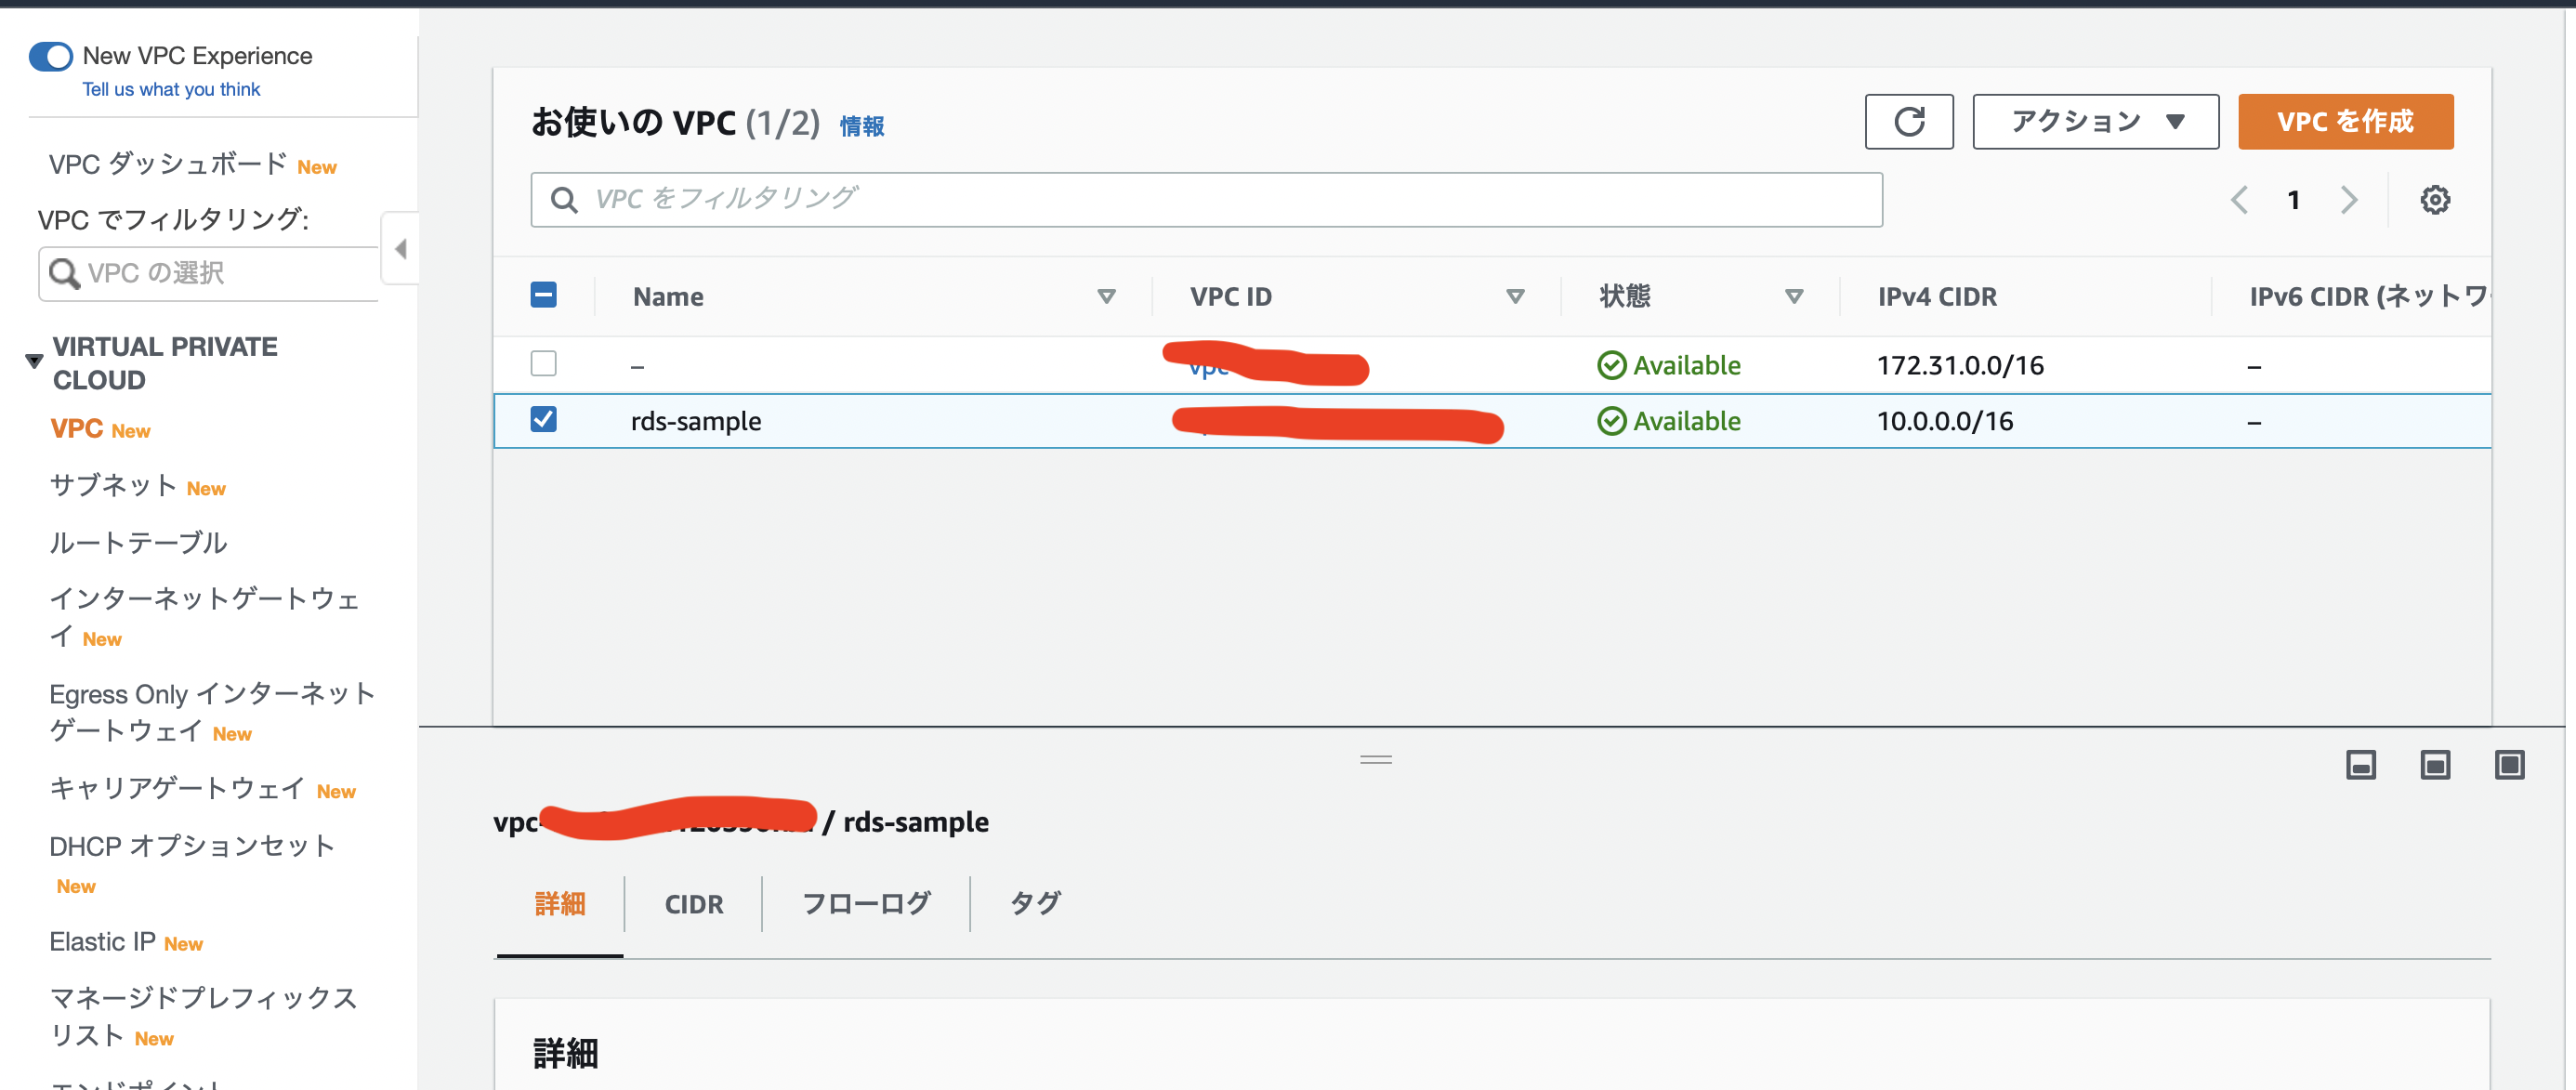 New VPC Experience
Tell us what you think
VPC ダッシュボード New
VPC でフィルタリング:
VPC の選択
VIRTUAL PRIVATE
CLOUD
VPC New
サブネット New
ルートテーブル
インターネットゲートウェ
イ New
Egress Only インターネット
ゲートウェイ New
キャリアゲートウェイ New
DHCP オプションセット
New
Elastic IP New
マネージドプレフィックス
リスト New
エンドポイント
お使いの VPC (1/2) 情報
アクション
VPC を作成
VPC をフィルタリング
1
Name VPC ID 状態 IPv4 CIDR IPv6 CIDR (ネットワ
– vpc Available 172.31.0.0/16 –
rds-sample Available 10.0.0.0/16 –
vpc- / rds-sample
詳細 CIDR フローログ タグ
詳細